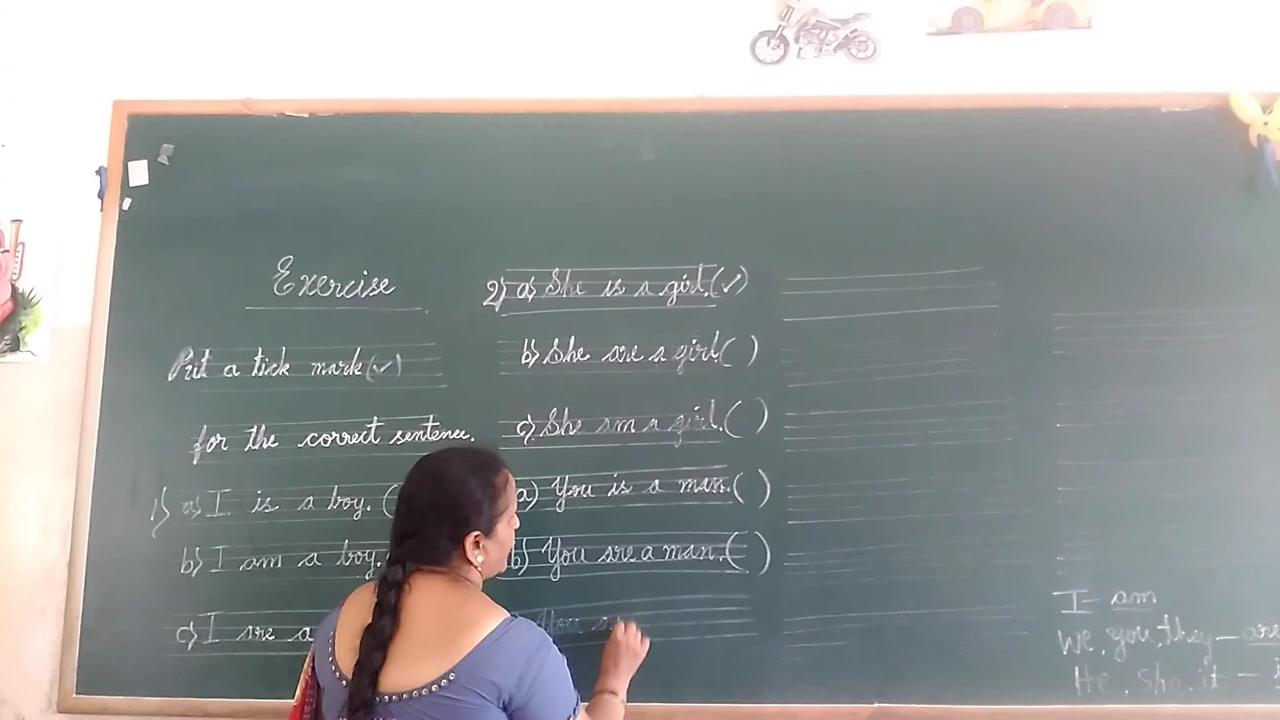 Exercise
Put a tick mark (✓)
for the correct sentence.
1) a) I is a boy. (
b) I am a boy.
c) I are a
2) a) She is a girl. (✓)
b) She are a girl ( )
c) She am a girl. ( )
a) You is a man. ( )
b) You are a man. ( )
You
I - am
We, you, they - are
He, She, it -